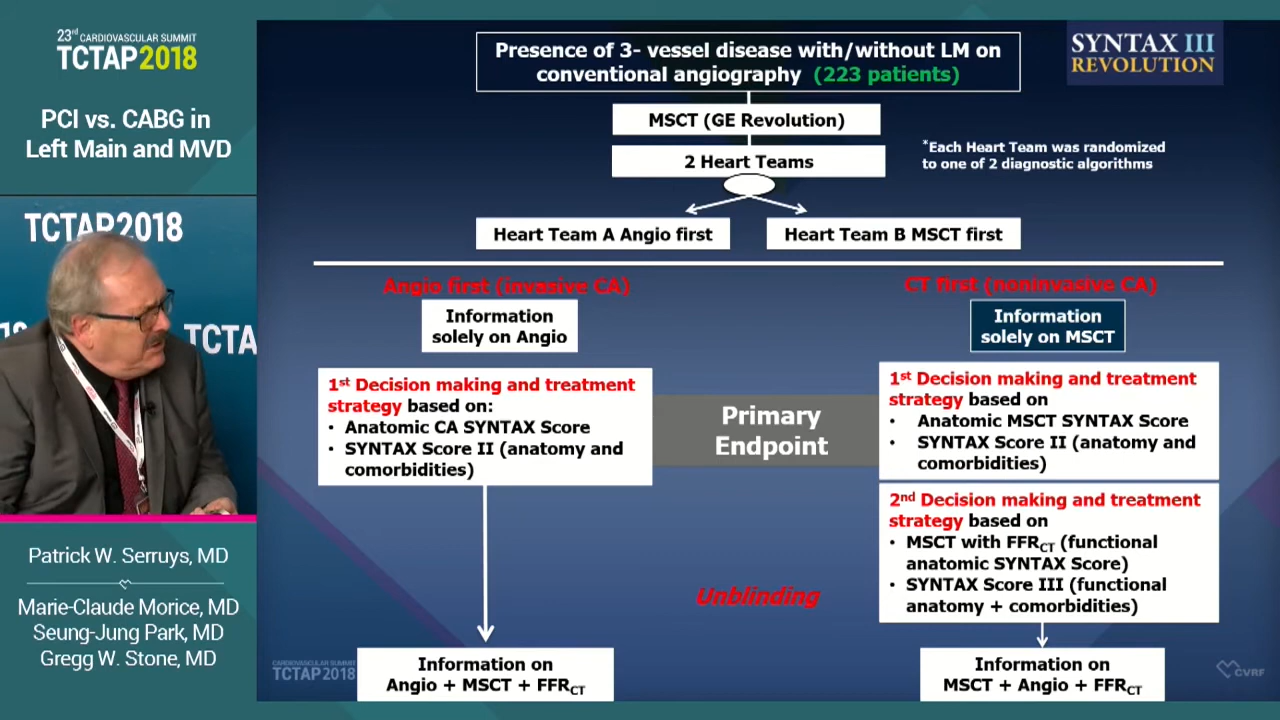 23rd CARDIOVASCULAR SUMMIT
TCTAP2018
PCI vs. CABG in
Left Main and MVD
TCTAP2018
TCTA
Patrick W. Serruys, MD
Marie-Claude Morice, MD
Seung-Jung Park, MD
Gregg W. Stone, MD
Presence of 3- vessel disease with/without LM on
conventional angiography (223 patients)
SYNTAX III
REVOLUTION
MSCT (GE Revolution)
2 Heart Teams
*Each Heart Team was randomized
to one of 2 diagnostic algorithms
Heart Team A Angio first
Heart Team B MSCT first
Angio first (invasive CA)
Information
solely on Angio
1st Decision making and treatment
strategy based on:
• Anatomic CA SYNTAX Score
• SYNTAX Score II (anatomy and
comorbidities)
Primary
Endpoint
CT first (noninvasive CA)
Information
solely on MSCT
1st Decision making and treatment
strategy based on
• Anatomic MSCT SYNTAX Score
• SYNTAX Score II (anatomy and
comorbidities)
2nd Decision making and treatment
strategy based on
• MSCT with FFRCT (functional
anatomic SYNTAX Score)
• SYNTAX Score III (functional
anatomy + comorbidities)
Unblinding
Information on
Angio + MSCT + FFRCT
Information on
MSCT + Angio + FFRCT
CARDIOVASCULAR SUMMIT
TCTAP2018
CVRF